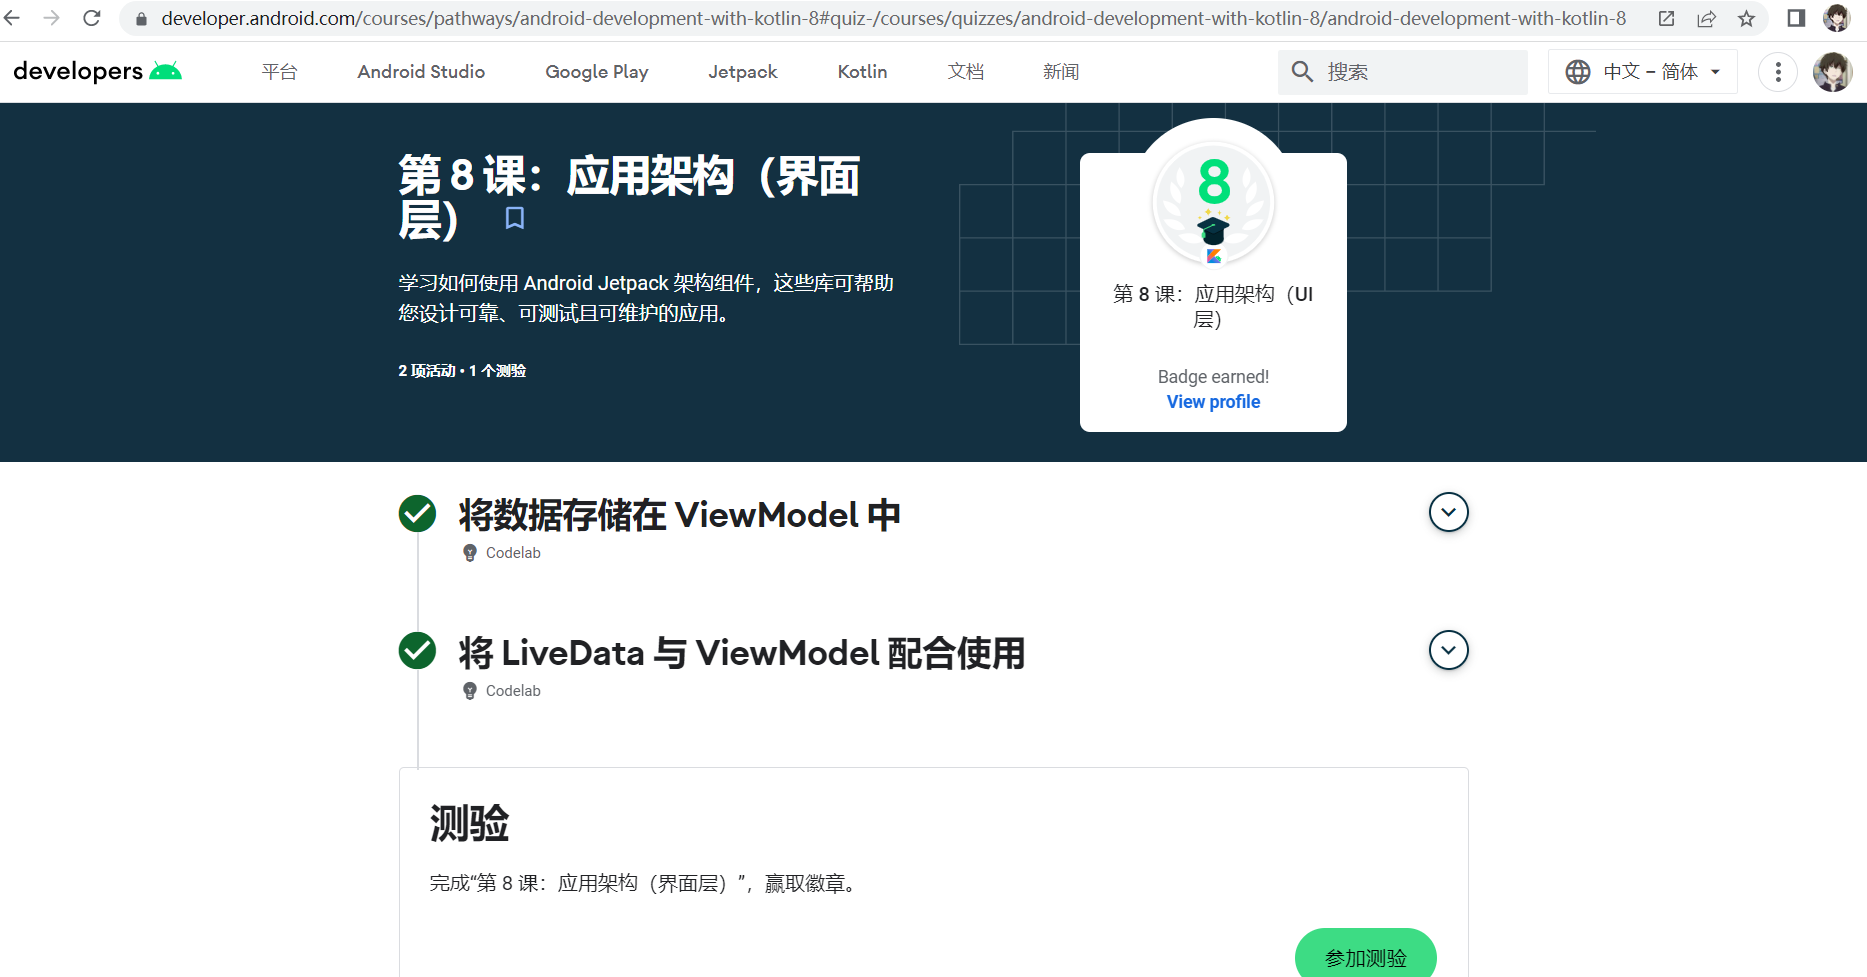 developer.android.com/courses/pathways/android-development-with-kotlin-8#quiz-/courses/quizzes/android-development-with-kotlin-8/android-development-with-kotlin-8
developers
平台
Android Studio
Google Play
Jetpack
Kotlin
文档
新闻
搜索
中文 – 简体
第 8 课：应用架构（界面
层）
学习如何使用 Android Jetpack 架构组件，这些库可帮助
您设计可靠、可测试且可维护的应用。
2 项活动 • 1 个测验
8
第 8 课：应用架构（UI
层）
Badge earned!
View profile
将数据存储在 ViewModel 中
Codelab
将 LiveData 与 ViewModel 配合使用
Codelab
测验
完成“第 8 课：应用架构（界面层）”，赢取徽章。
参加测验